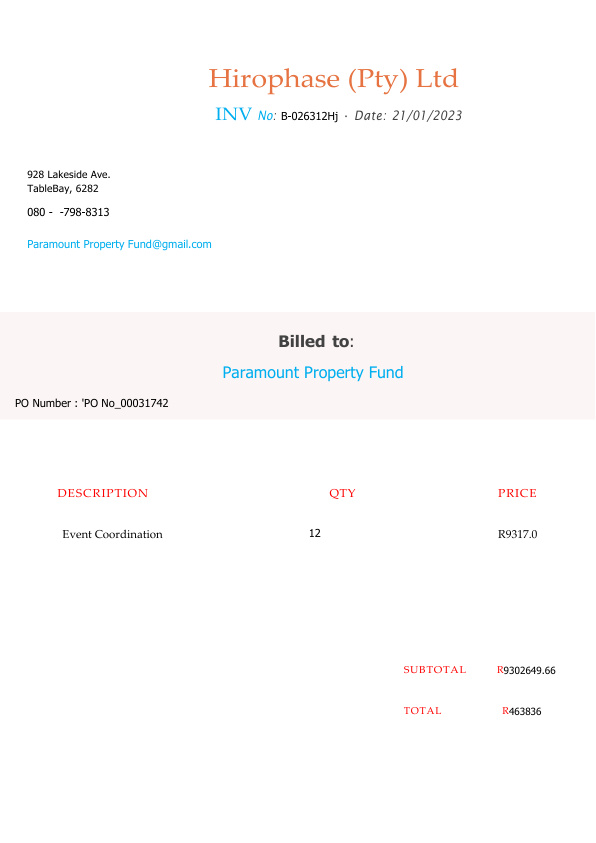 Hirophase (Pty) Ltd
INV No: B-026312Hj · Date: 21/01/2023
928 Lakeside Ave.
TableBay, 6282
080 -  -798-8313
Paramount Property Fund@gmail.com
Billed to:
Paramount Property Fund
PO Number : 'PO No_00031742
DESCRIPTION QTY PRICE
Event Coordination 12 R9317.0
SUBTOTAL R9302649.66
TOTAL R463836